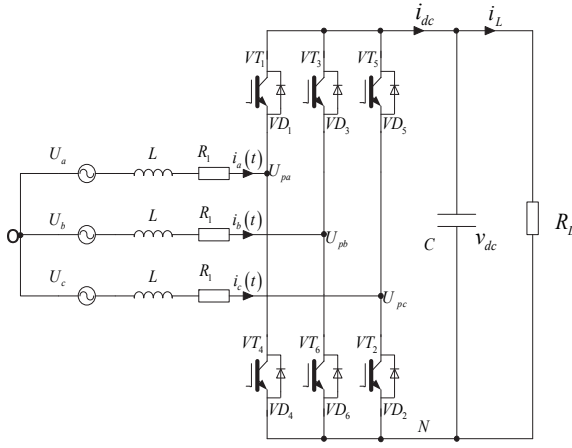 i_dc i_L
VT_1 VT_3 VT_5
VD_1 VD_3 VD_5
U_a L R_1 i_a(t) U_pa
U_b L R_1 i_b(t) U_pb
O
U_c L R_1 i_c(t) U_pc
C v_dc R_L
VT_4 VT_6 VT_2
VD_4 VD_6 VD_2 N